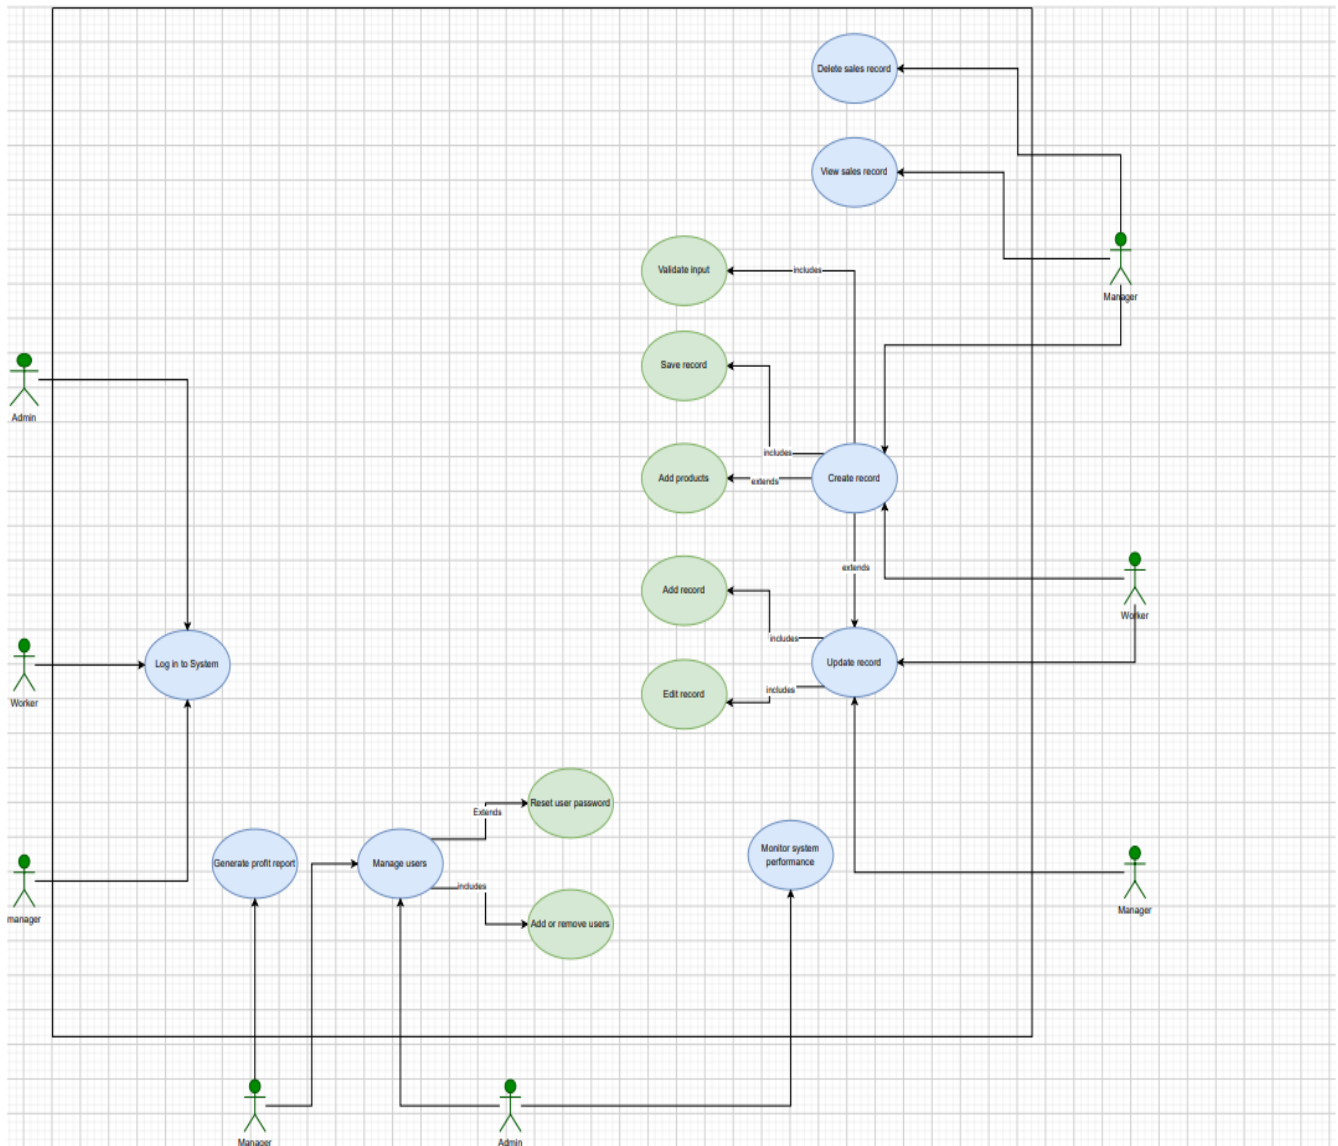 Delete sales record
View sales record
Validate input
includes
Manager
Save record
Admin
includes
Add products
extends
Create record
extends
Add record
Worker
includes
Log in to System
Update record
Edit record
includes
Worker
Reset user password
Extends
Monitor system
performance
Generate profit report
Manage users
includes
Manager
manager
Add or remove users
Manager
Admin